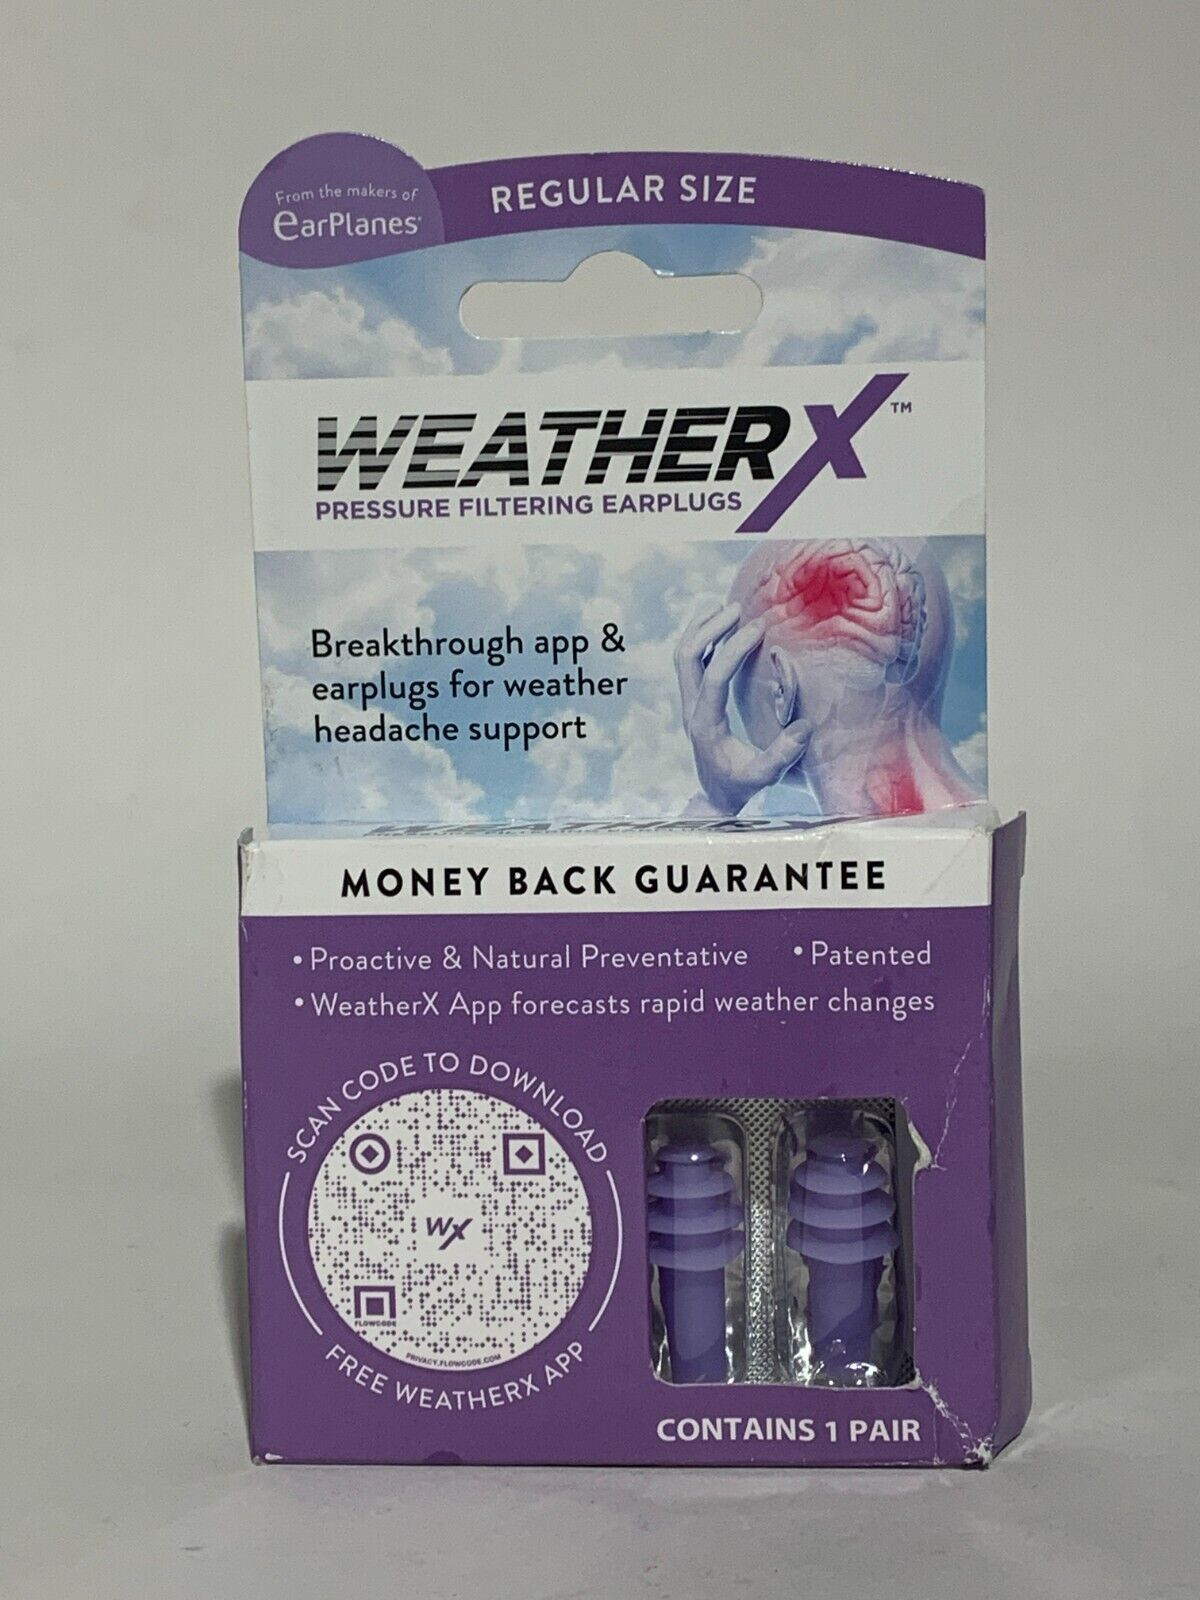 From the makers of
earPlanes®
REGULAR SIZE
WEATHERX™
PRESSURE FILTERING EARPLUGS
Breakthrough app &
earplugs for weather
headache support
MONEY BACK GUARANTEE
• Proactive & Natural Preventative • Patented
• WeatherX App forecasts rapid weather changes
SCAN CODE TO DOWNLOAD
WX
FLOWCODE
PRIVACY.FLOWCODE.COM
FREE WEATHERX APP
CONTAINS 1 PAIR